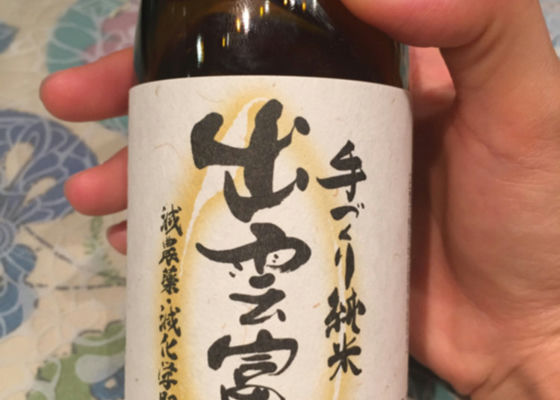 手づくり純米
出雲富
減農薬・減化学肥